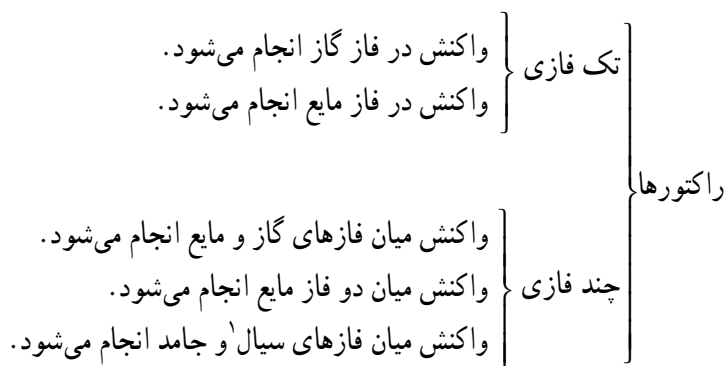 واکنش در فاز گاز انجام می‌شود.
تک فازی
واکنش در فاز مایع انجام می‌شود.
راکتورها
واکنش میان فازهای گاز و مایع انجام می‌شود.
چند فازی
واکنش میان دو فاز مایع انجام می‌شود.
واکنش میان فازهای سیال۱ و جامد انجام می‌شود.